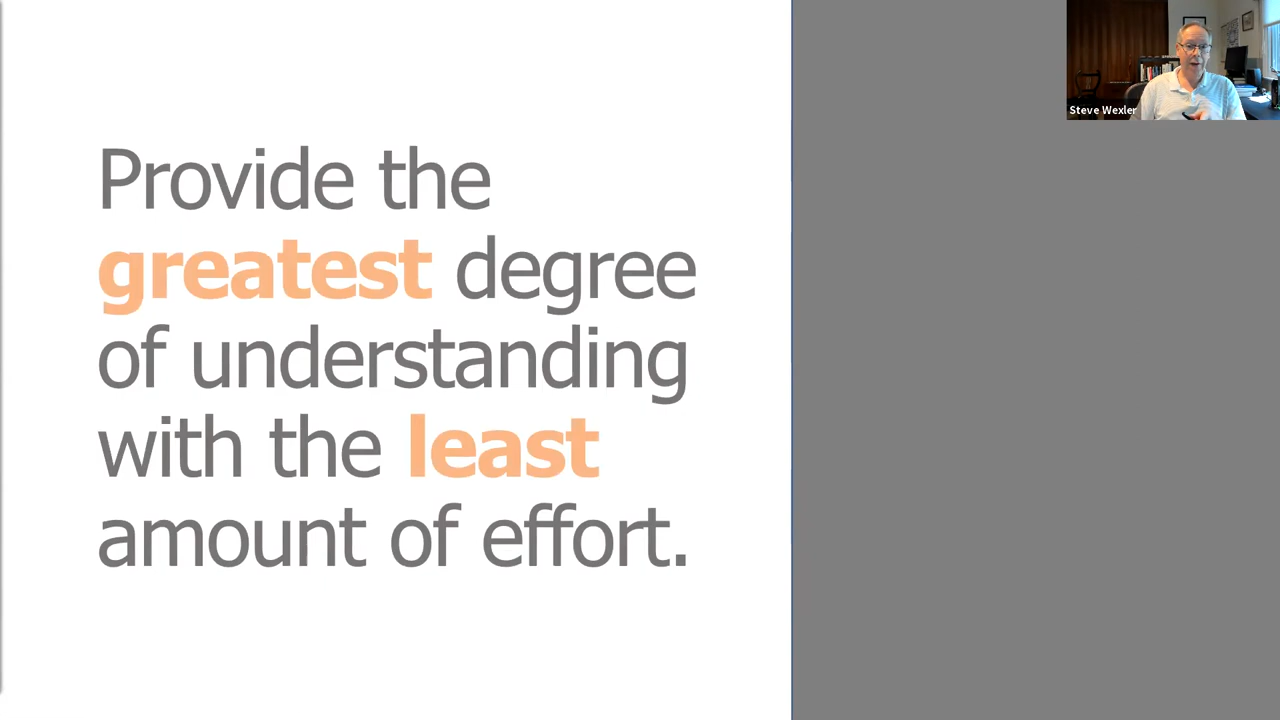 Provide the
greatest degree
of understanding
with the least
amount of effort.
Steve Wexler